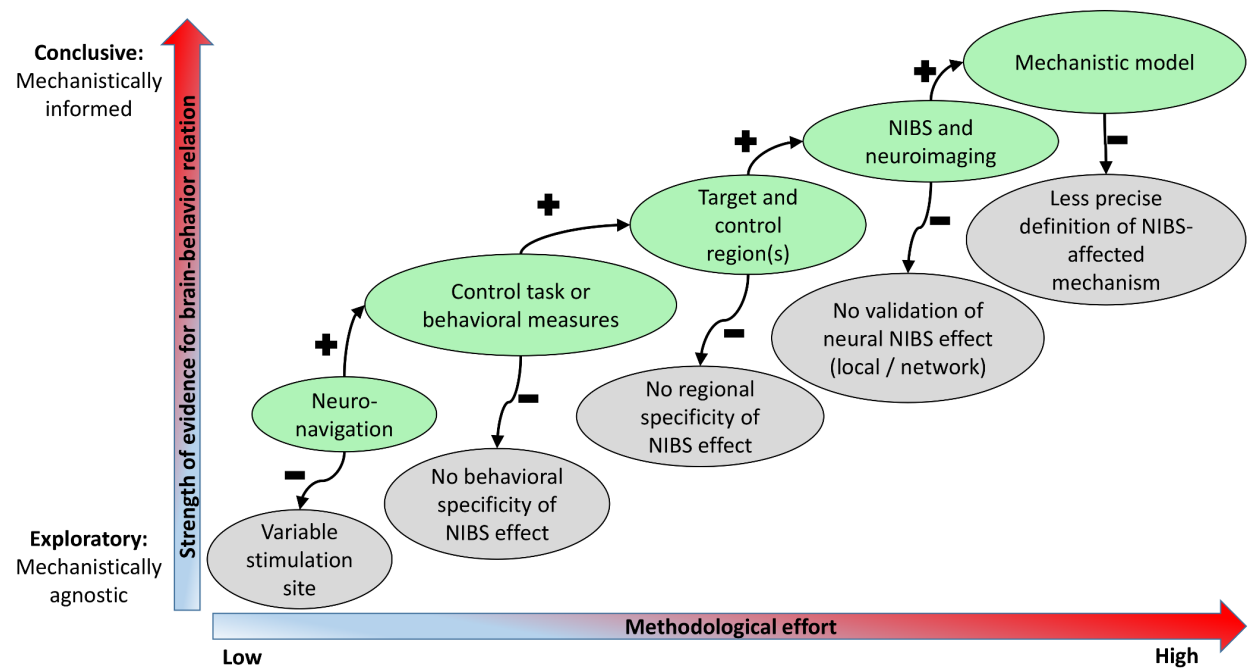 Conclusive:
Mechanistically
informed
Strength of evidence for brain-behavior relation
Exploratory:
Mechanistically
agnostic
Mechanistic model
+
-
NIBS and
neuroimaging
Less precise
definition of NIBS-
affected
mechanism
+
-
Target and
control
region(s)
No validation of
neural NIBS effect
(local / network)
+
-
Control task or
behavioral measures
No regional
specificity of
NIBS effect
+
-
Neuro-
navigation
No behavioral
specificity of
NIBS effect
-
Variable
stimulation
site
Methodological effort
Low
High